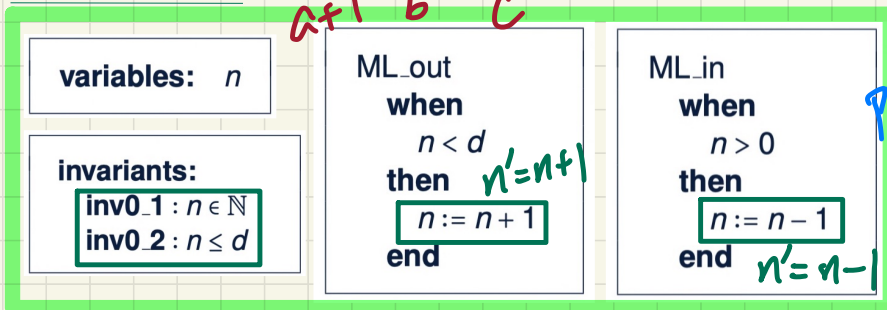 a+1 b c
variables: n
invariants:
inv0_1 : n ∈ ℕ
inv0_2 : n ≤ d
ML_out
when
n < d
then n'=n+1
n := n + 1
end
ML_in
when
n > 0
then
n := n − 1
end n'=n-1